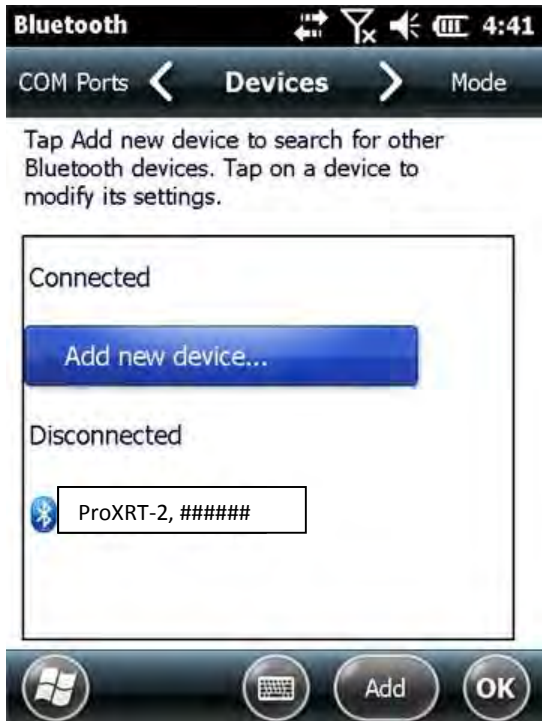 Bluetooth 4:41
COM Ports Devices Mode
Tap Add new device to search for other
Bluetooth devices. Tap on a device to
modify its settings.
Connected
Add new device...
Disconnected
ProXRT-2, ######
Add OK